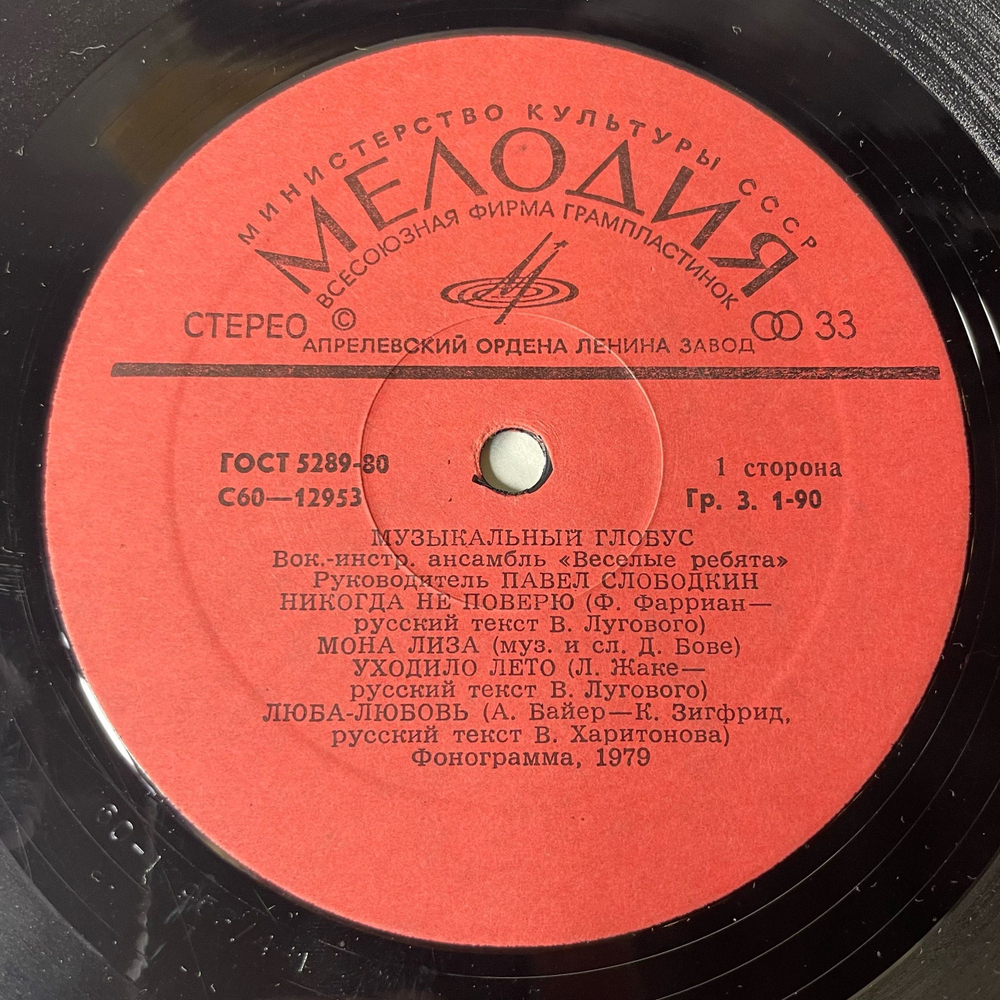 МИНИСТЕРСТВО КУЛЬТУРЫ СССР
МЕЛОДИЯ
ВСЕСОЮЗНАЯ ФИРМА ГРАМПЛАСТИНОК
СТЕРЕО © 33
АПРЕЛЕВСКИЙ ОРДЕНА ЛЕНИНА ЗАВОД
ГОСТ 5289-80 1 сторона
С60—12953 Гр. 3. 1-90
МУЗЫКАЛЬНЫЙ ГЛОБУС
Вок.-инстр. ансамбль «Веселые ребята»
Руководитель ПАВЕЛ СЛОБОДКИН
НИКОГДА НЕ ПОВЕРЮ (Ф. Фарриан—
русский текст В. Лугового)
МОНА ЛИЗА (муз. и сл. Д. Бове)
УХОДИЛО ЛЕТО (Л. Жаке—
русский текст В. Лугового)
ЛЮБА-ЛЮБОВЬ (А. Байер—К. Зигфрид,
русский текст В. Харитонова)
Фонограмма, 1979